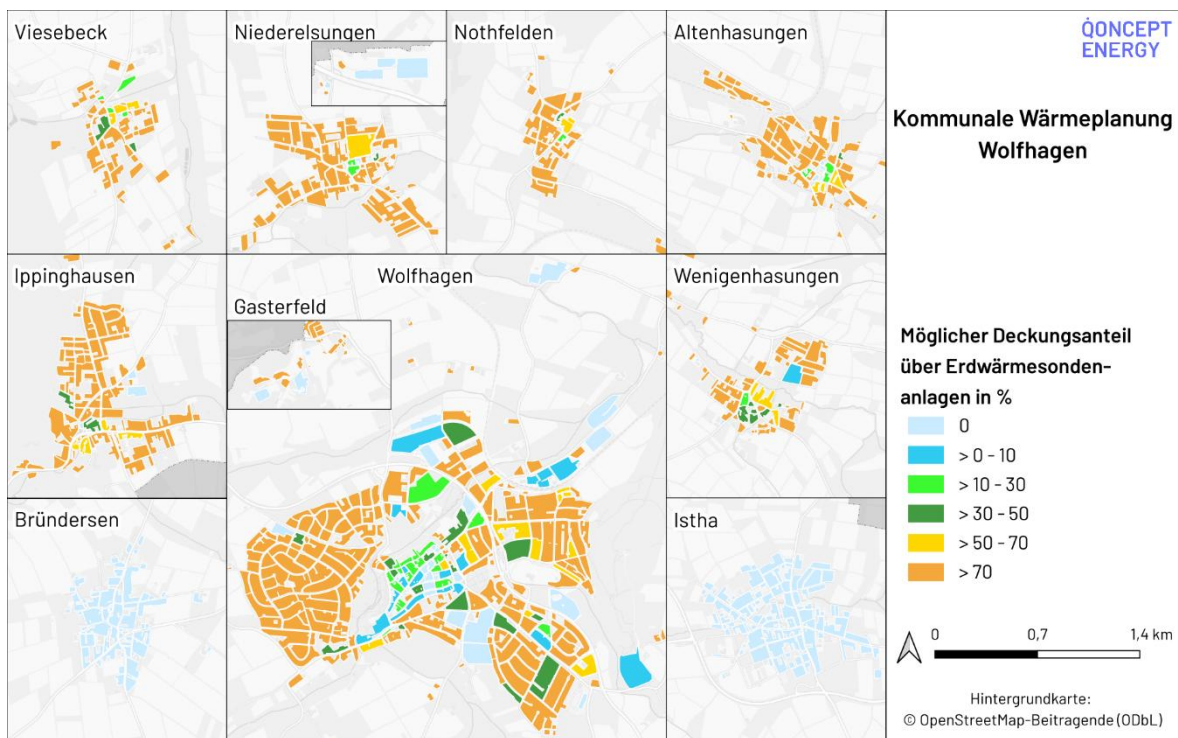 Viesebeck
Niederelsungen
Nothfelden
Altenhasungen
QONCEPT
ENERGY
Kommunale Wärmeplanung
Wolfhagen
Ippinghausen
Wolfhagen
Gasterfeld
Wenigenhasungen
Bründersen
Istha
Möglicher Deckungsanteil
über Erdwärmesonden-
anlagen in %
0
> 0 - 10
> 10 - 30
> 30 - 50
> 50 - 70
> 70
0 0,7 1,4 km
Hintergrundkarte:
© OpenStreetMap-Beitragende (ODbL)